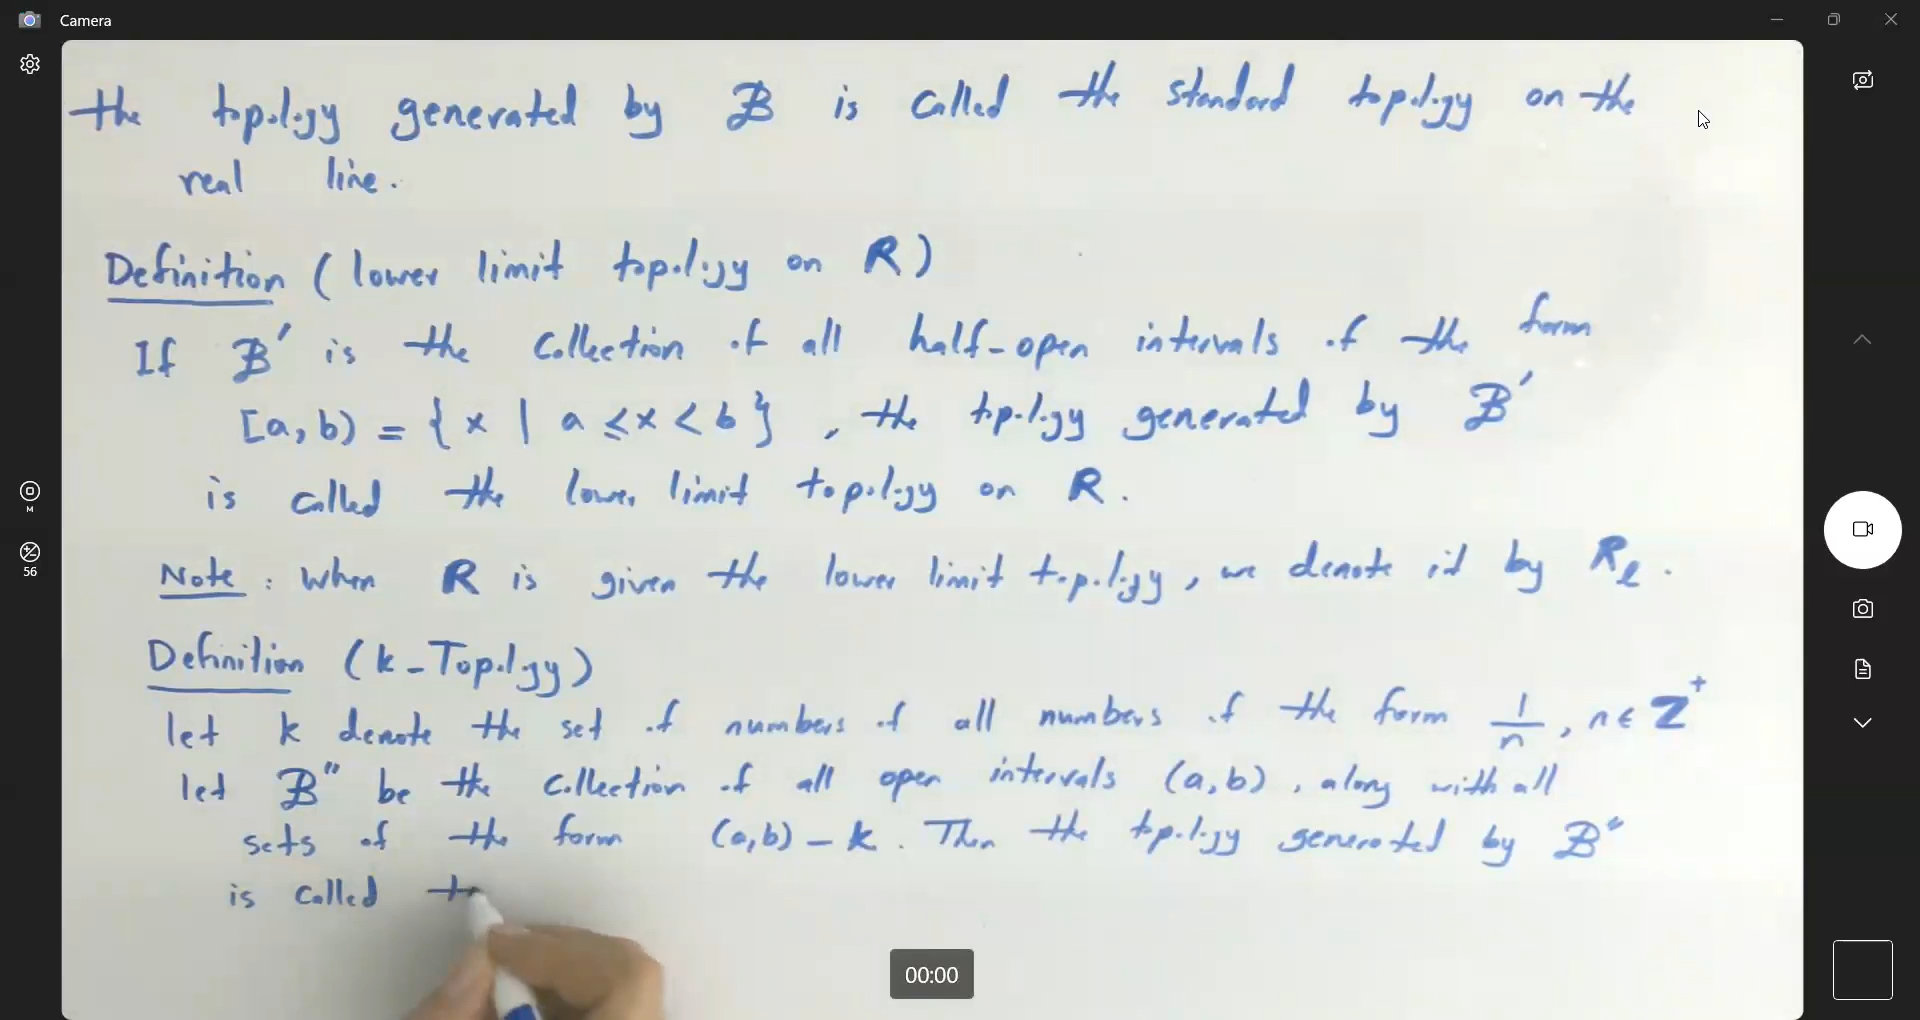 Camera
the topology generated by B is called the standard topology on the
real line.
Definition (lower limit topology on R)
If B' is the collection of all half-open intervals of the form
[a, b) = { x | a ≤ x < b } , the topology generated by B'
is called the lower limit topology on R.
Note : When R is given the lower limit topology, we denote it by Rℓ.
Definition (k-Topology)
let k denote the set of numbers of all numbers of the form 1/n , n ∈ Z⁺
let B'' be the collection of all open intervals (a,b), along with all
sets of the form (a,b) - k. Then the topology generated by B''
is called
M
56
00:00